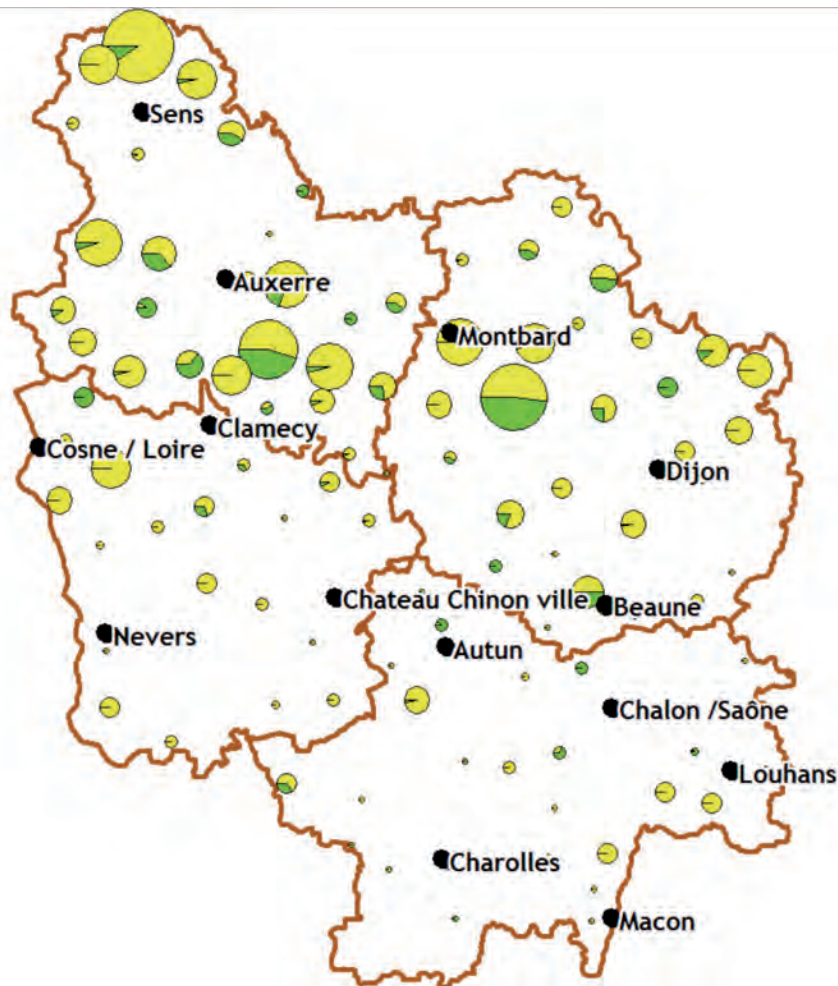 Sens
Auxerre
Montbard
Clamecy
Cosne / Loire
Dijon
Chateau Chinon ville
Beaune
Nevers
Autun
Chalon /Saône
Louhans
Charolles
Macon